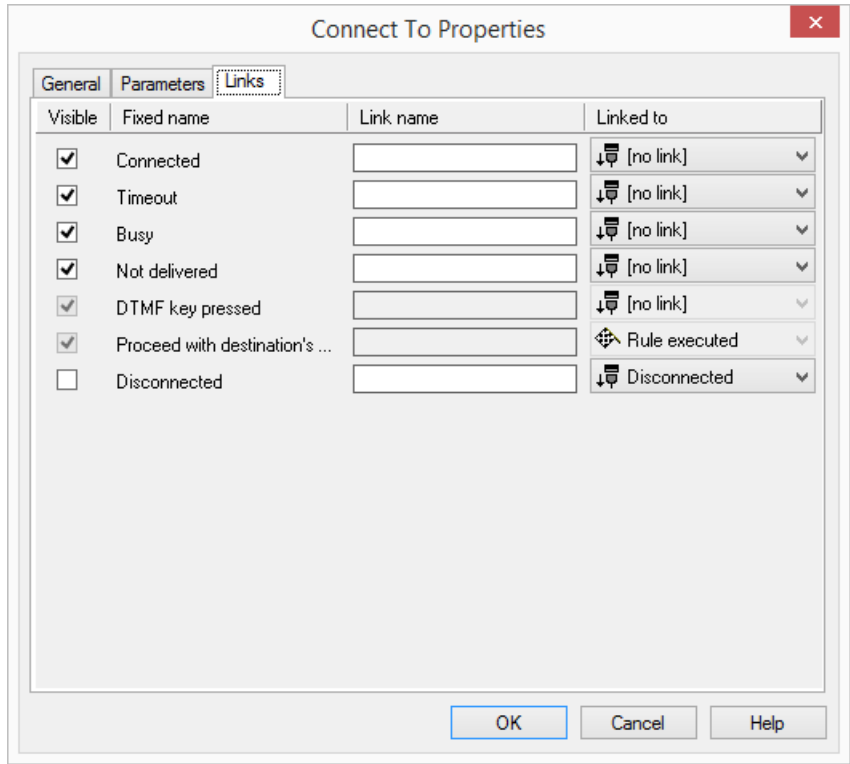 Connect To Properties
General Parameters Links
Visible Fixed name Link name Linked to
Connected [no link]
Timeout [no link]
Busy [no link]
Not delivered [no link]
DTMF key pressed [no link]
Proceed with destination's ... Rule executed
Disconnected Disconnected
OK Cancel Help